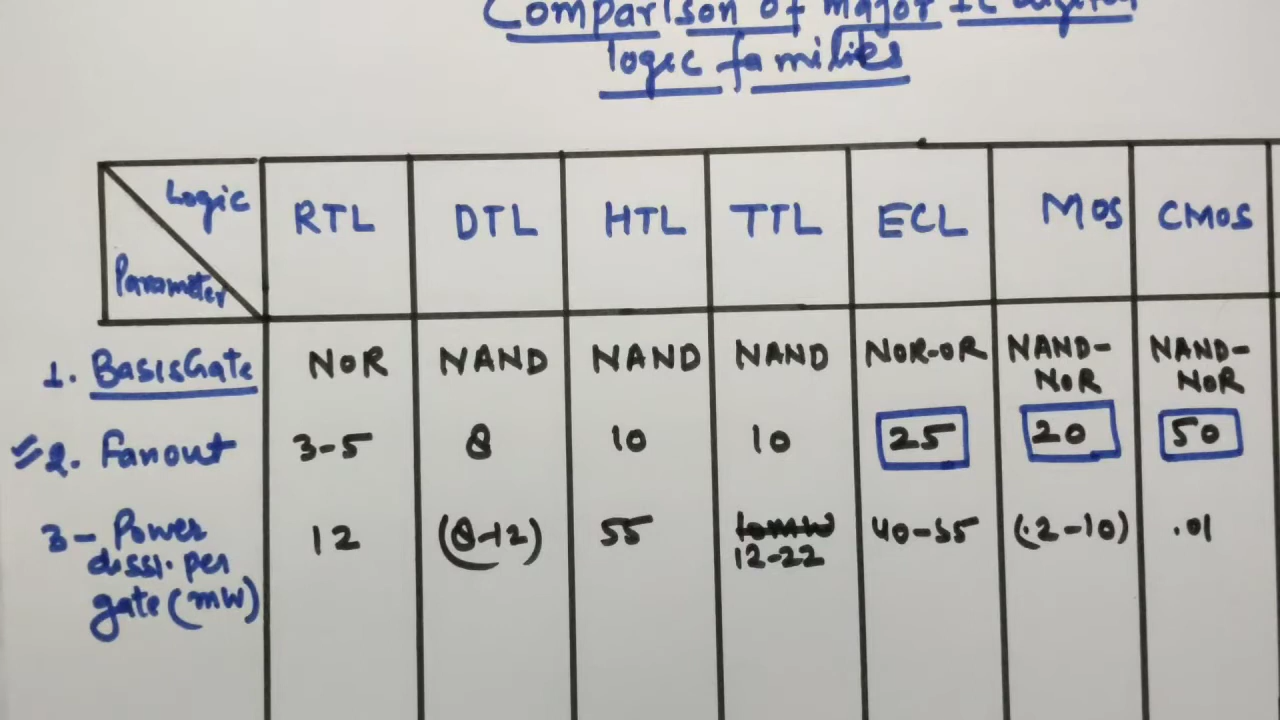 Comparison of major IC digital
logic families
Logic
Parameter
RTL DTL HTL TTL ECL MOS CMOS
1. BasisGate NOR NAND NAND NAND NOR-OR NAND-NOR NAND-NOR
2. Fanout 3-5 8 10 10 25 20 50
3- Power dissi. per gate (mW) 12 (8-12) 55 10mW 12-22 40-55 (.2-10) .01